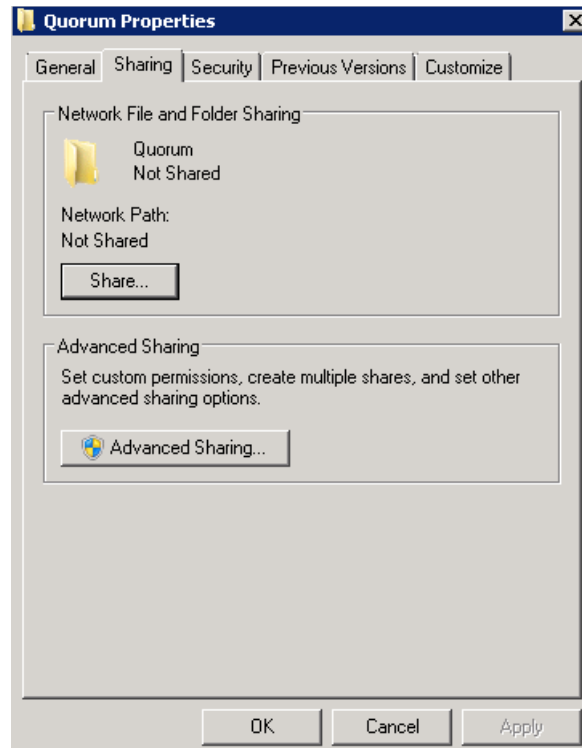 Quorum Properties
General Sharing Security Previous Versions Customize
Network File and Folder Sharing
Quorum
Not Shared
Network Path:
Not Shared
Share...
Advanced Sharing
Set custom permissions, create multiple shares, and set other
advanced sharing options.
Advanced Sharing...
OK Cancel Apply